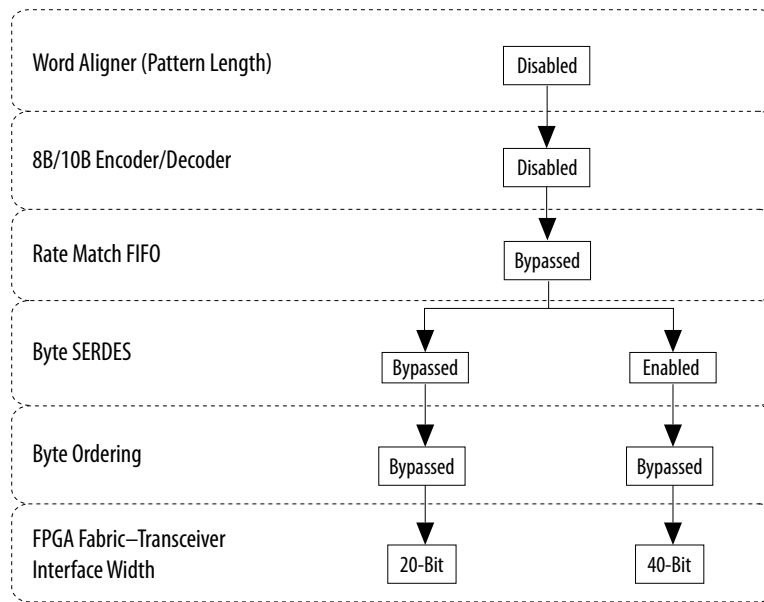 Word Aligner (Pattern Length)
Disabled
8B/10B Encoder/Decoder
Disabled
Rate Match FIFO
Bypassed
Byte SERDES
Bypassed
Enabled
Byte Ordering
Bypassed
Bypassed
FPGA Fabric–Transceiver
Interface Width
20-Bit
40-Bit